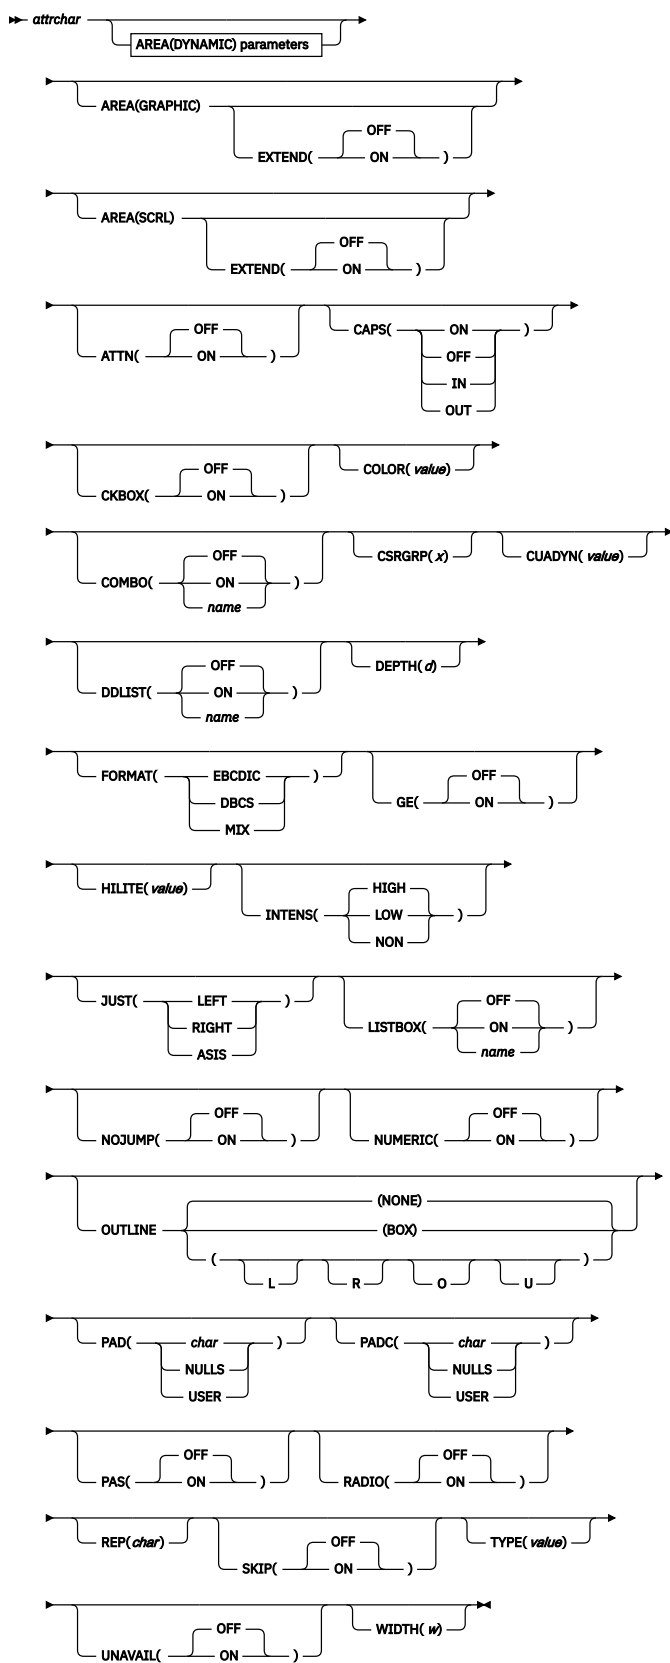 attrchar
AREA(DYNAMIC) parameters
AREA(GRAPHIC)
OFF
EXTEND( ON )
AREA(SCRL)
OFF
EXTEND( ON )
OFF
ATTN( ON )
CAPS( ON )
OFF
IN
OUT
OFF
CKBOX( ON )
COLOR( value)
OFF
COMBO( ON )
name
CSRGRP( x)
CUADYN( value)
OFF
DDLIST( ON )
name
DEPTH( d)
FORMAT( EBCDIC )
DBCS
MIX
OFF
GE( ON )
HILITE( value)
HIGH
INTENS( LOW )
NON
JUST( LEFT )
RIGHT
ASIS
OFF
LISTBOX( ON )
name
OFF
NOJUMP( ON )
OFF
NUMERIC( ON )
(NONE)
OUTLINE (BOX)
( L R O U )
PAD( char )
NULLS
USER
PADC( char )
NULLS
USER
OFF
PAS( ON )
OFF
RADIO( ON )
REP(char)
OFF
SKIP( ON )
TYPE( value)
OFF
UNAVAIL( ON )
WIDTH( w)